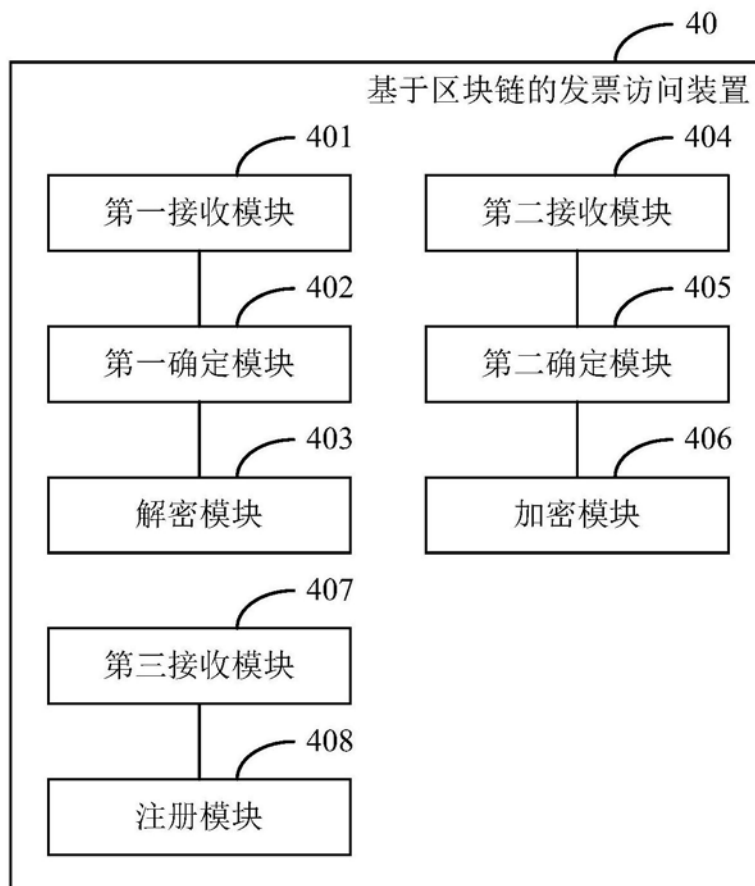 40
基于区块链的发票访问装置
401
第一接收模块
404
第二接收模块
402
第一确定模块
405
第二确定模块
403
解密模块
406
加密模块
407
第三接收模块
408
注册模块